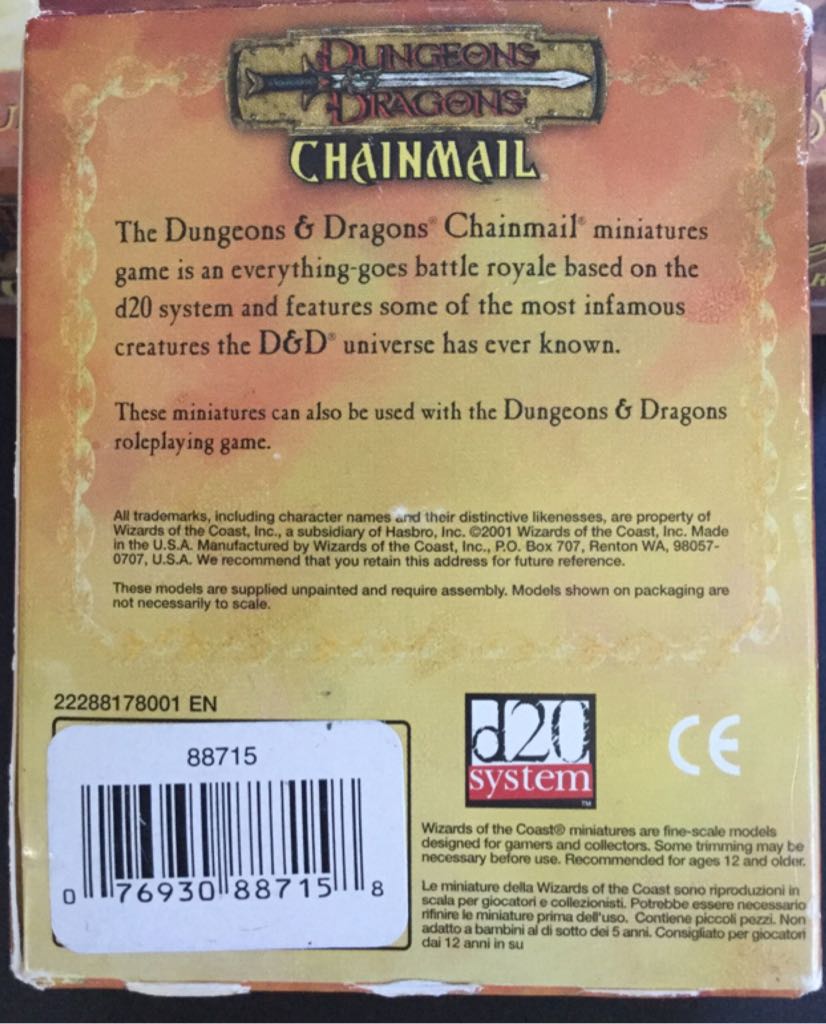 DUNGEONS
DRAGONS®
CHAINMAIL
The Dungeons & Dragons® Chainmail® miniatures
game is an everything-goes battle royale based on the
d20 system and features some of the most infamous
creatures the D&D® universe has ever known.
These miniatures can also be used with the Dungeons & Dragons
roleplaying game.
All trademarks, including character names and their distinctive likenesses, are property of
Wizards of the Coast, Inc., a subsidiary of Hasbro, Inc. ©2001 Wizards of the Coast, Inc. Made
in the U.S.A. Manufactured by Wizards of the Coast, Inc., P.O. Box 707, Renton WA, 98057-
0707, U.S.A. We recommend that you retain this address for future reference.
These models are supplied unpainted and require assembly. Models shown on packaging are
not necessarily to scale.
22288178001 EN
88715
0 76930 88715 8
d20
system™
CE
Wizards of the Coast® miniatures are fine-scale models
designed for gamers and collectors. Some trimming may be
necessary before use. Recommended for ages 12 and older.
Le miniature della Wizards of the Coast sono riproduzioni in
scala per giocatori e collezionisti. Potrebbe essere necessario
rifinire le miniature prima dell'uso. Contiene piccoli pezzi. Non
adatto a bambini al di sotto dei 5 anni. Consigliato per giocatori
dai 12 anni in su